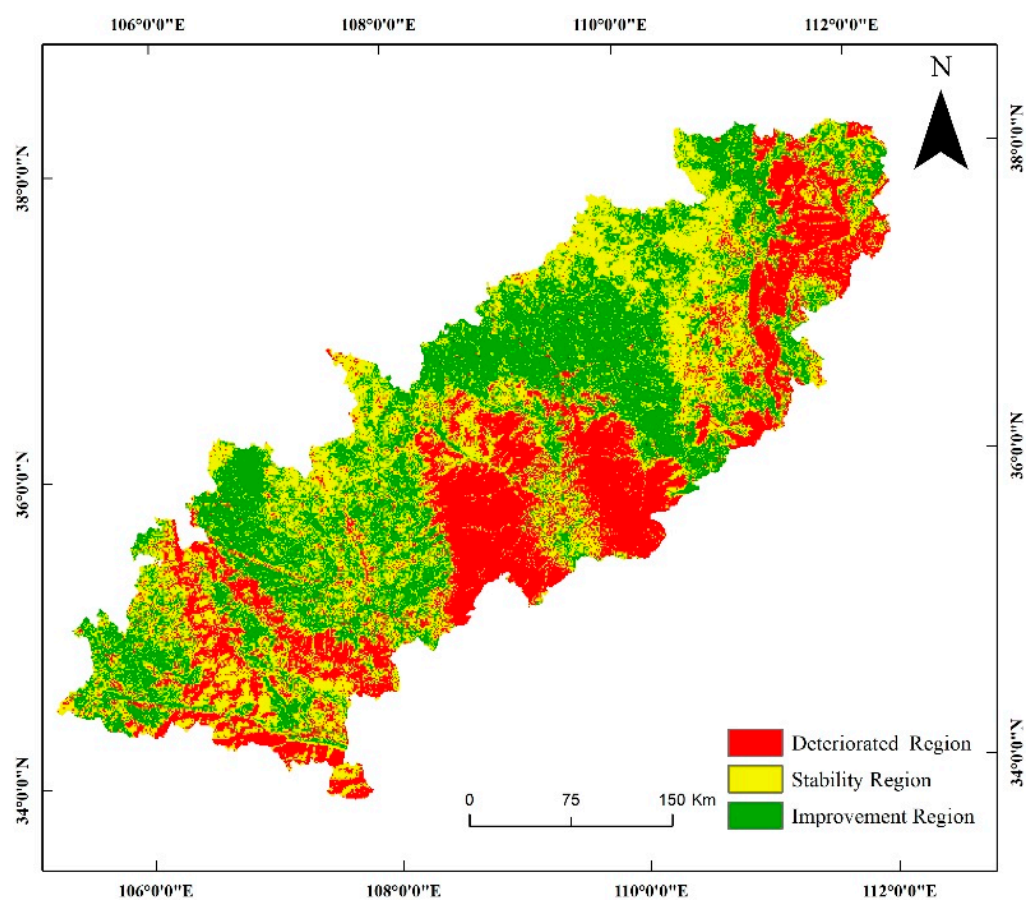 106°0'0"E 108°0'0"E 110°0'0"E 112°0'0"E
N
38°0'0"N
38°0'0"N
36°0'0"N
36°0'0"N
34°0'0"N
34°0'0"N
Deteriorated Region
Stability Region
Improvement Region
0 75 150 Km
106°0'0"E 108°0'0"E 110°0'0"E 112°0'0"E